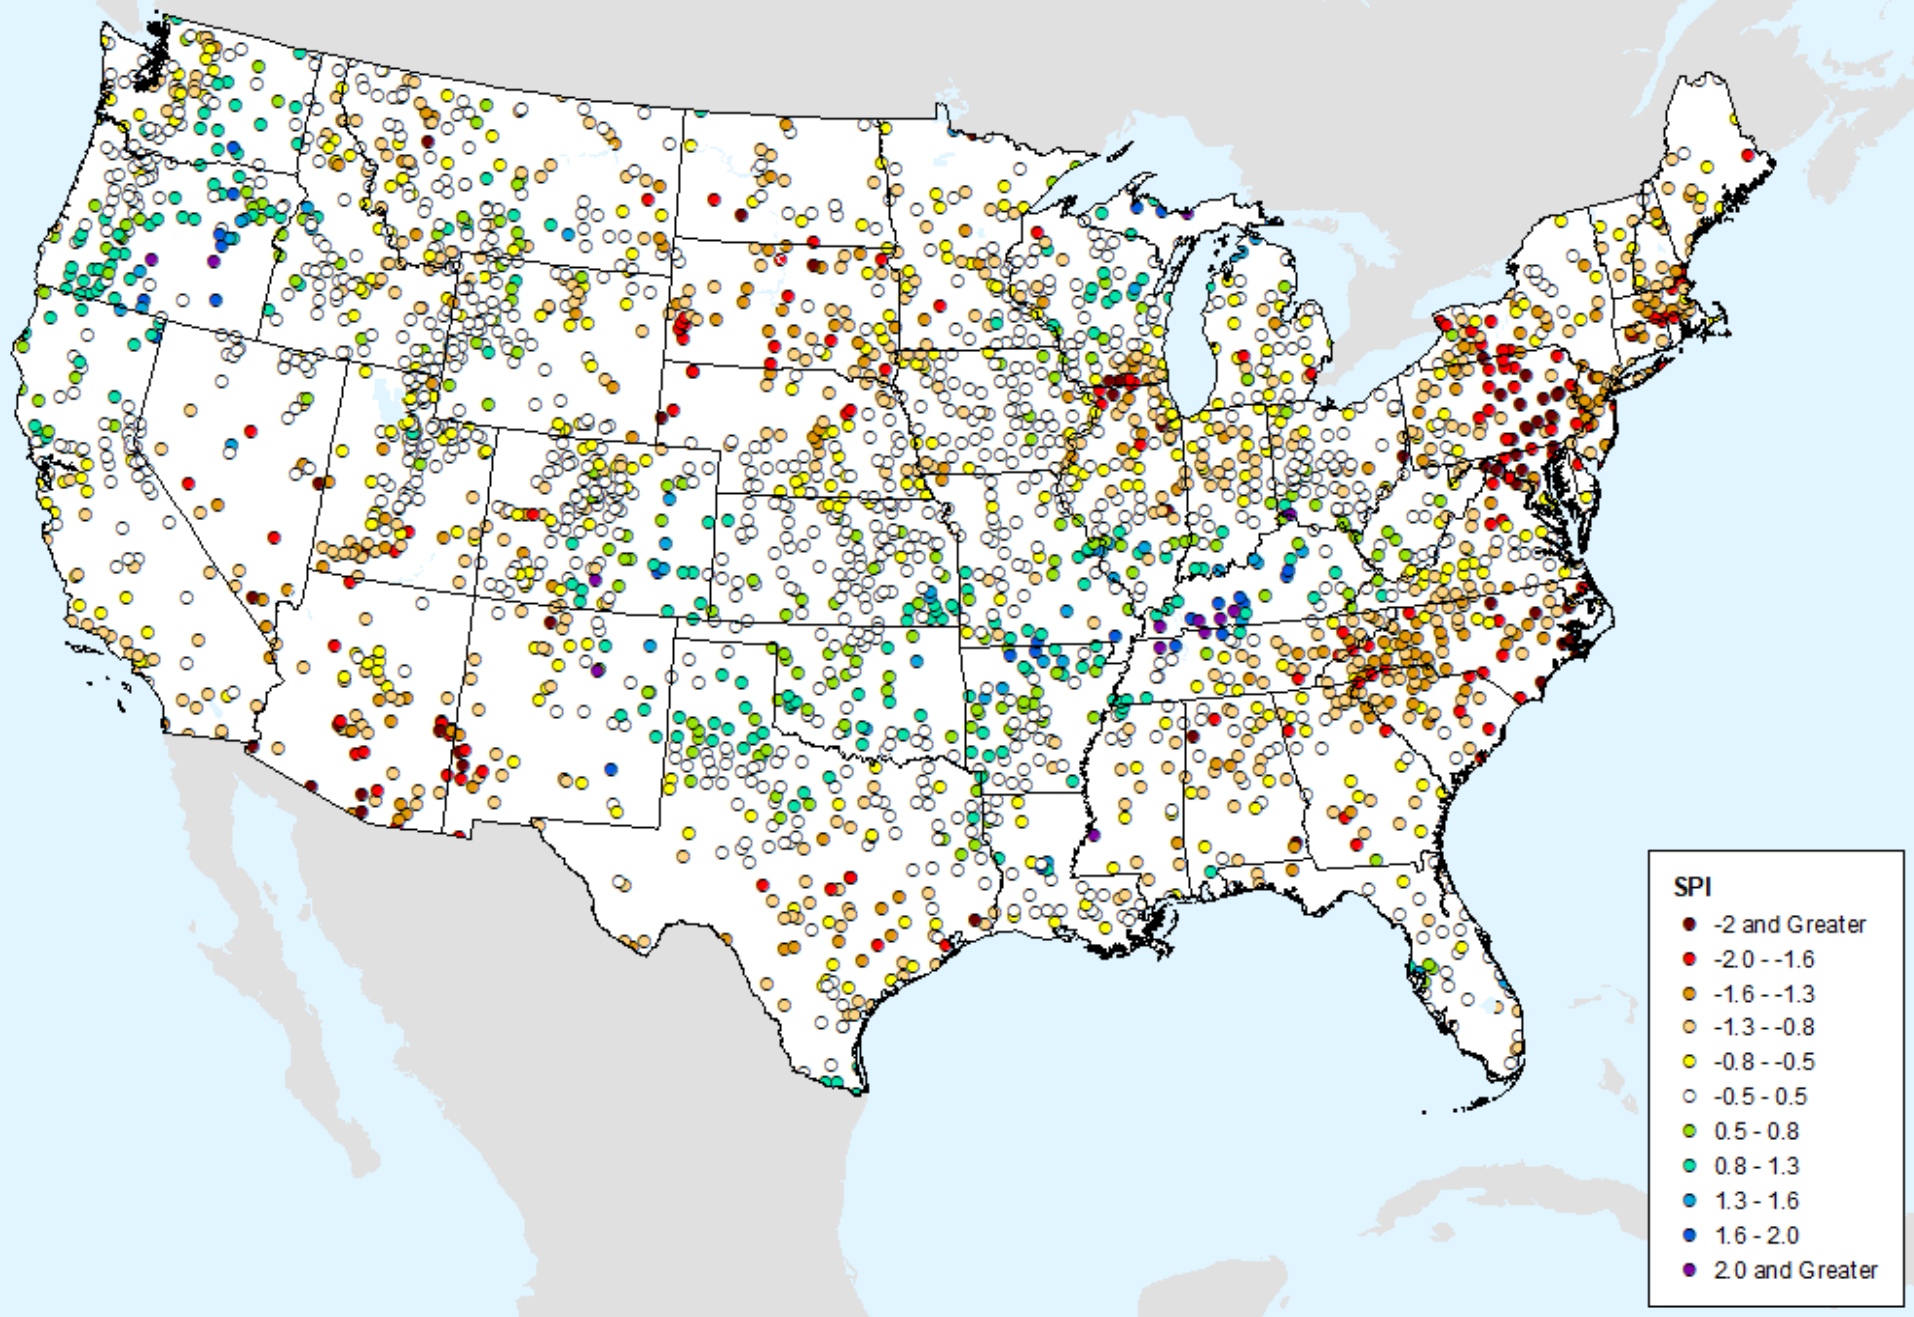 SPI
-2 and Greater
-2.0 - -1.6
-1.6 - -1.3
-1.3 - -0.8
-0.8 - -0.5
-0.5 - 0.5
0.5 - 0.8
0.8 - 1.3
1.3 - 1.6
1.6 - 2.0
2.0 and Greater